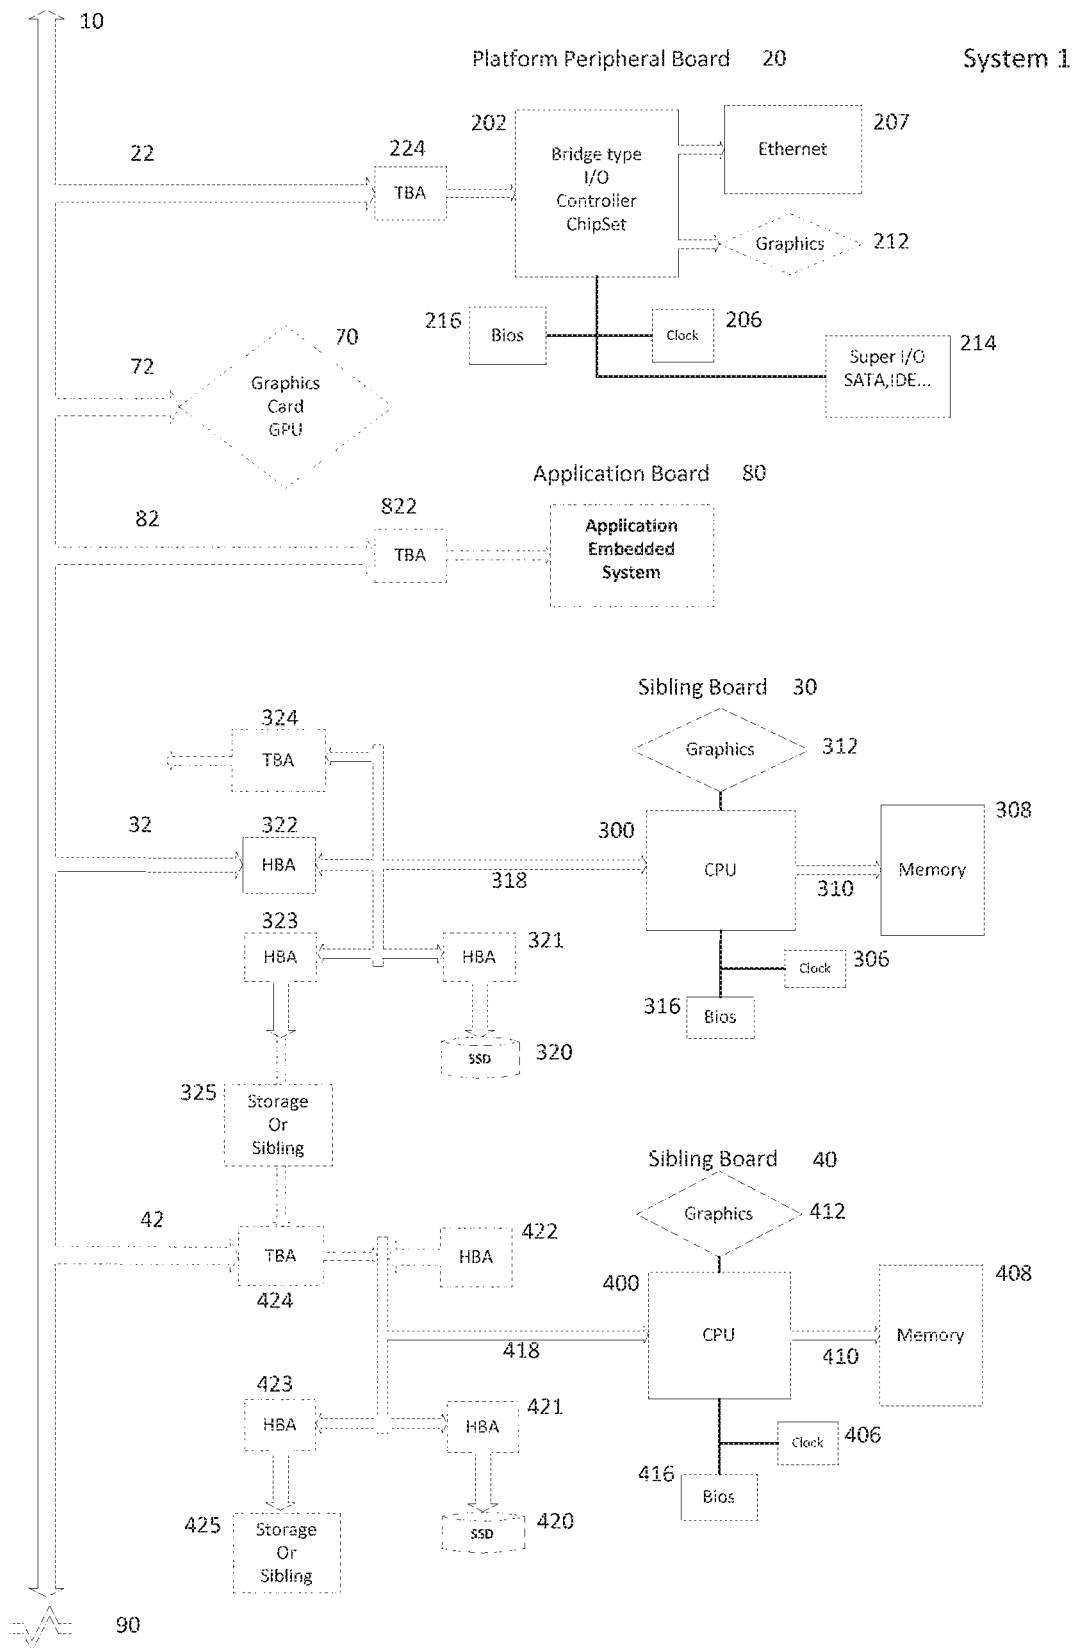 10
Platform Peripheral Board 20
System 1
22
224
TBA
202
Bridge type
I/O
Controller
ChipSet
207
Ethernet
Graphics
212
216
Bios
206
Clock
214
Super I/O
SATA,IDE...
72
70
Graphics
Card
GPU
Application Board 80
82
822
TBA
Application
Embedded
System
Sibling Board 30
324
TBA
Graphics
312
32
322
HBA
318
300
CPU
310
308
Memory
323
HBA
321
HBA
306
Clock
316
Bios
SSD
320
325
Storage
Or
Sibling
Sibling Board 40
Graphics
412
42
TBA
424
422
HBA
400
CPU
418
410
408
Memory
423
HBA
421
HBA
406
Clock
416
Bios
425
Storage
Or
Sibling
SSD
420
90